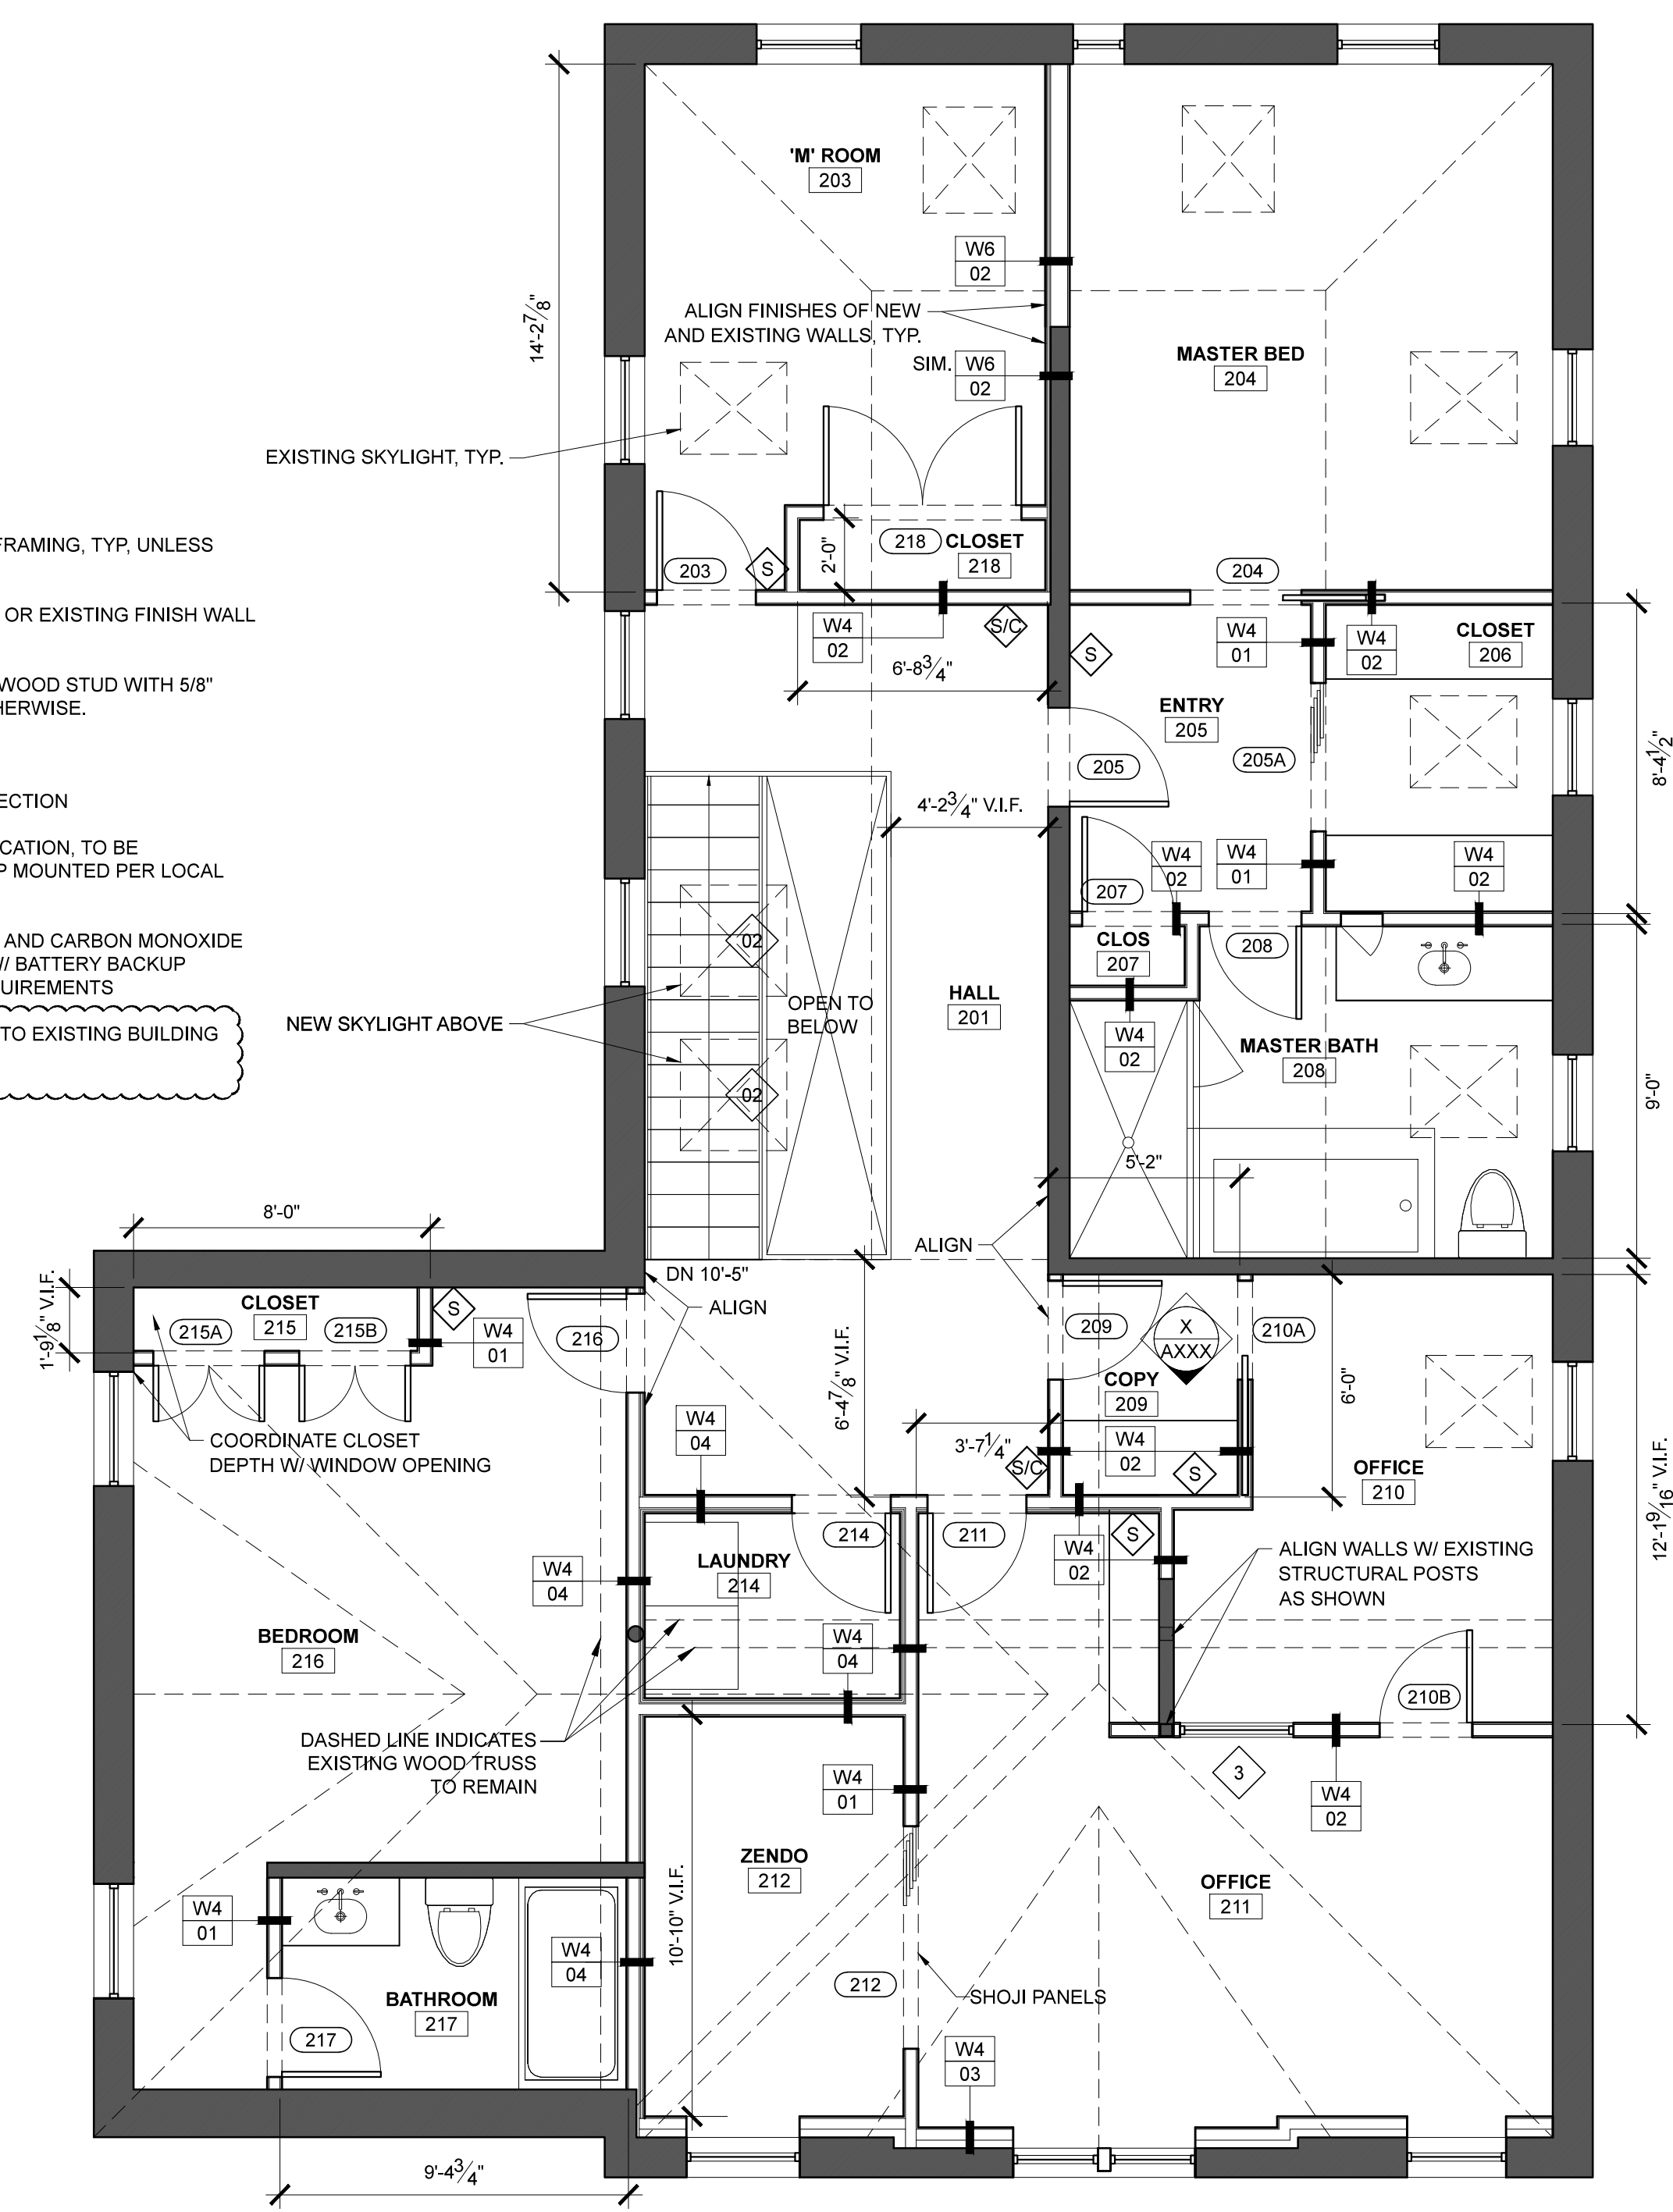 'M' ROOM
203
14'-2 7/8"
W6
02
ALIGN FINISHES OF NEW
AND EXISTING WALLS, TYP.
SIM.
W6
02
MASTER BED
204
EXISTING SKYLIGHT, TYP.
FRAMING, TYP, UNLESS
OR EXISTING FINISH WALL
WOOD STUD WITH 5/8"
HERWISE.
ECTION
CATION, TO BE
P MOUNTED PER LOCAL
AND CARBON MONOXIDE
W/ BATTERY BACKUP
UIREMENTS
TO EXISTING BUILDING
203
S
2'-0"
218
CLOSET
218
204
W4
02
S/C
6'-8 3/4"
S
W4
01
W4
02
CLOSET
206
ENTRY
205
205
205A
8'-4 1/2"
4'-2 3/4" V.I.F.
207
W4
02
W4
01
W4
02
CLOS
207
208
02
OPEN TO
BELOW
HALL
201
NEW SKYLIGHT ABOVE
W4
02
MASTER BATH
208
02
9'-0"
5'-2"
8'-0"
ALIGN
DN 10'-5"
ALIGN
1'-9 1/8" V.I.F.
CLOSET
215
215A
215B
S
W4
01
216
209
X
AXXX
210A
COPY
209
6'-4 7/8" V.I.F.
6'-0"
W4
04
3'-7 1/4"
S/C
W4
02
S
COORDINATE CLOSET
DEPTH W/ WINDOW OPENING
OFFICE
210
12'-1 9/16" V.I.F.
214
211
S
W4
02
LAUNDRY
214
W4
04
ALIGN WALLS W/ EXISTING
STRUCTURAL POSTS
AS SHOWN
BEDROOM
216
W4
04
210B
DASHED LINE INDICATES
EXISTING WOOD TRUSS
TO REMAIN
W4
01
3
W4
02
ZENDO
212
OFFICE
211
10'-10" V.I.F.
W4
01
W4
04
212
SHOJI PANELS
BATHROOM
217
217
W4
03
9'-4 3/4"